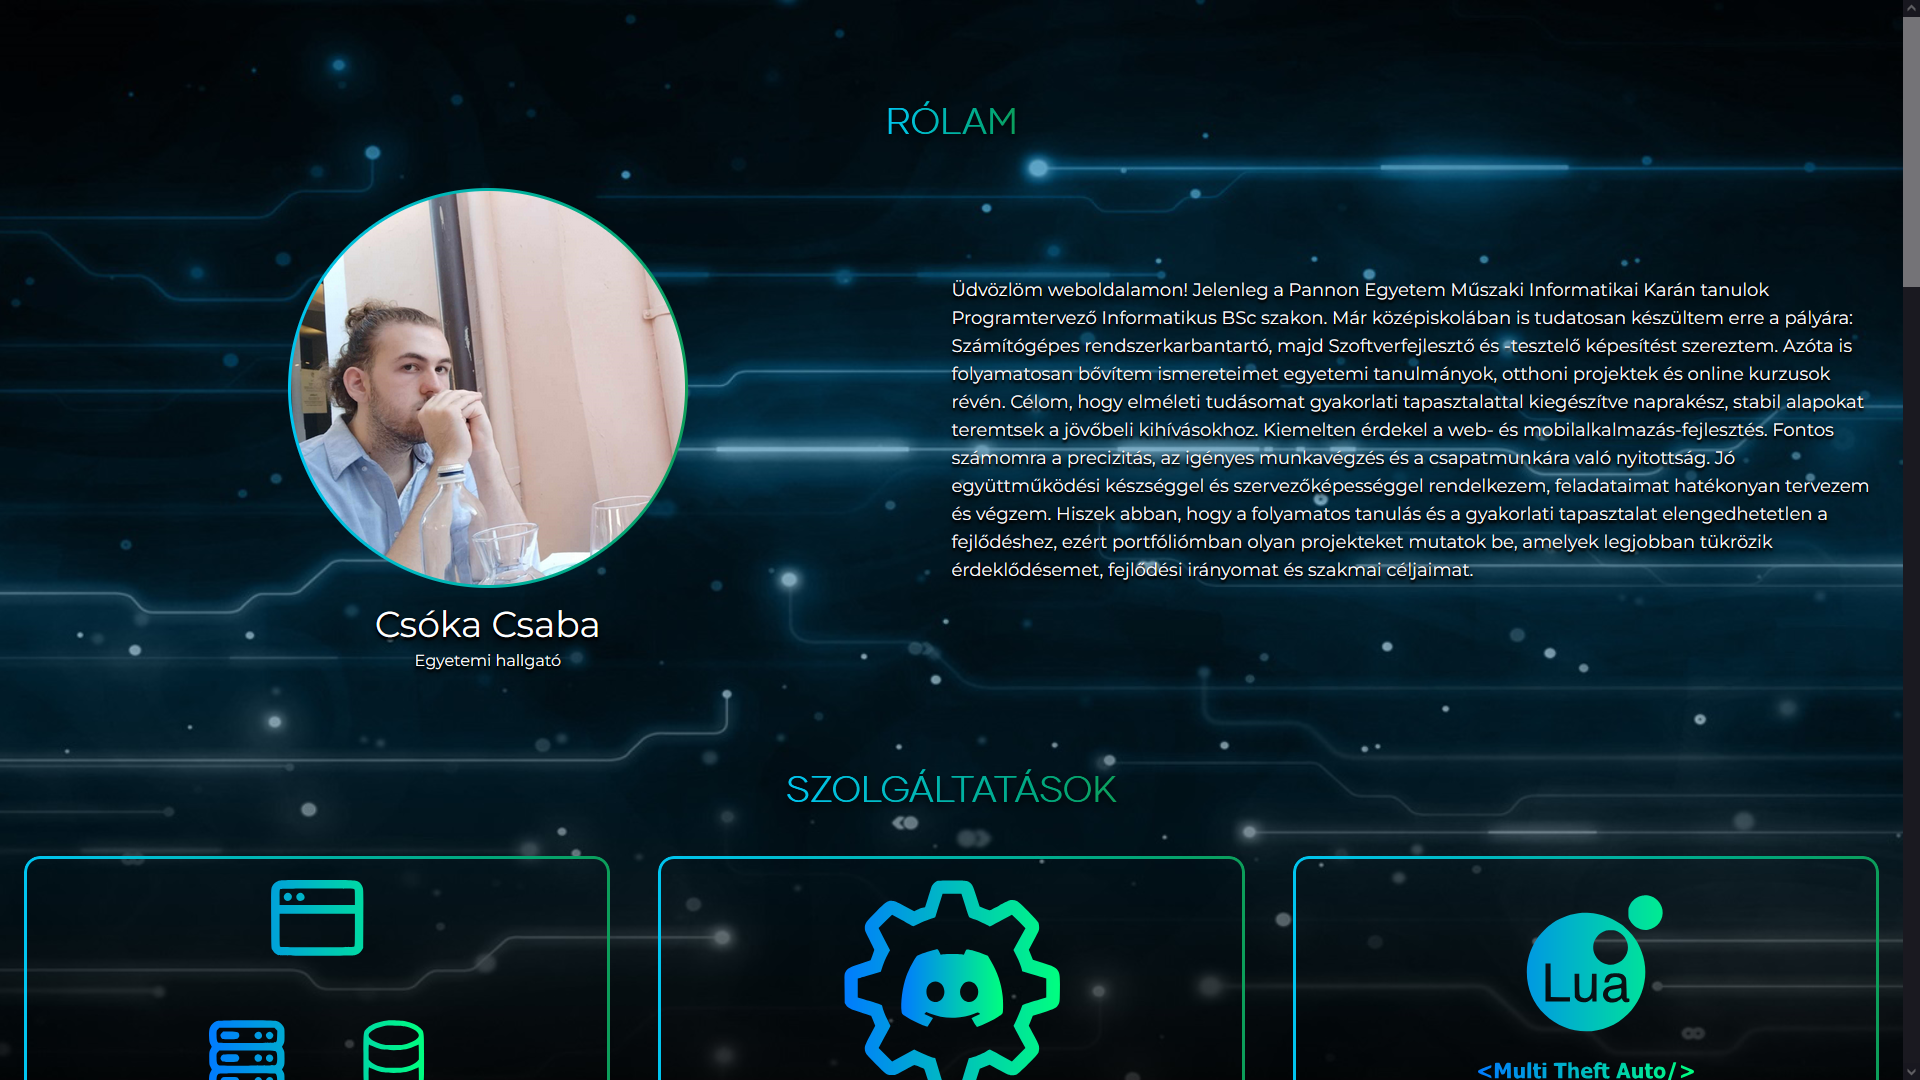 RÓLAM
Üdvözlöm weboldalamon! Jelenleg a Pannon Egyetem Műszaki Informatikai Karán tanulok
Programtervező Informatikus BSc szakon. Már középiskolában is tudatosan készültem erre a pályára:
Számítógépes rendszerkarbantartó, majd Szoftverfejlesztő és -tesztelő képesítést szereztem. Azóta is
folyamatosan bővítem ismereteimet egyetemi tanulmányok, otthoni projektek és online kurzusok
révén. Célom, hogy elméleti tudásomat gyakorlati tapasztalattal kiegészítve naprakész, stabil alapokat
teremtsek a jövőbeli kihívásokhoz. Kiemelten érdekel a web- és mobilalkalmazás-fejlesztés. Fontos
számomra a precizitás, az igényes munkavégzés és a csapatmunkára való nyitottság. Jó
együttműködési készséggel és szervezőképességgel rendelkezem, feladataimat hatékonyan tervezem
és végzem. Hiszek abban, hogy a folyamatos tanulás és a gyakorlati tapasztalat elengedhetetlen a
fejlődéshez, ezért portfóliómban olyan projekteket mutatok be, amelyek legjobban tükrözik
érdeklődésemet, fejlődési irányomat és szakmai céljaimat.
Csóka Csaba
Egyetemi hallgató
SZOLGÁLTATÁSOK
Lua
<Multi Theft Auto/>